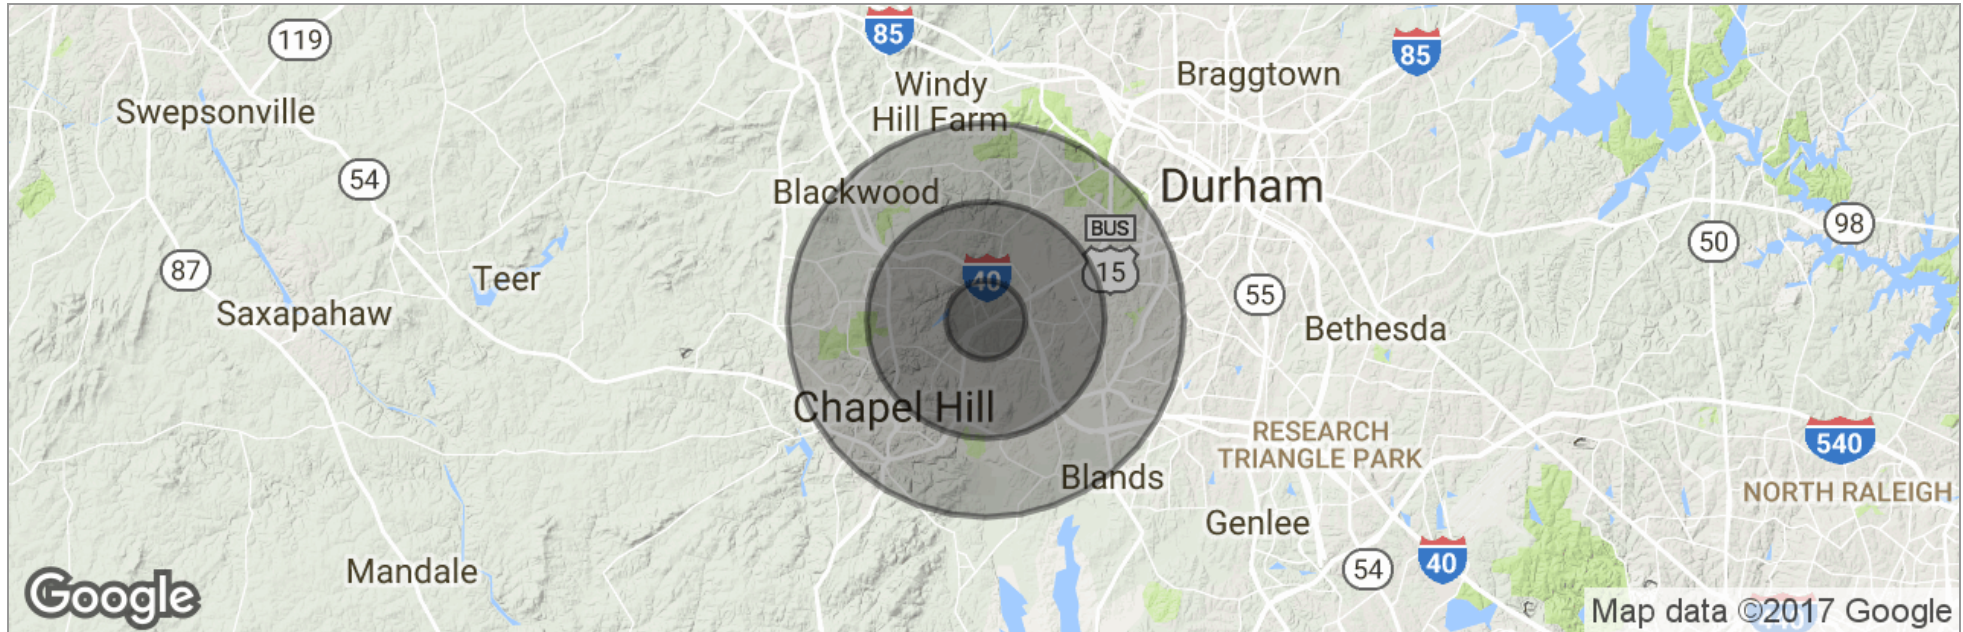 119
85
85
Windy
Hill Farm
Braggtown
Swepsonville
54
Blackwood
Durham
BUS
15
98
50
87
Teer
40
55
Saxapahaw
Bethesda
Chapel Hill
RESEARCH
TRIANGLE PARK
540
Blands
NORTH RALEIGH
Genlee
40
54
Mandale
Google
Map data ©2017 Google